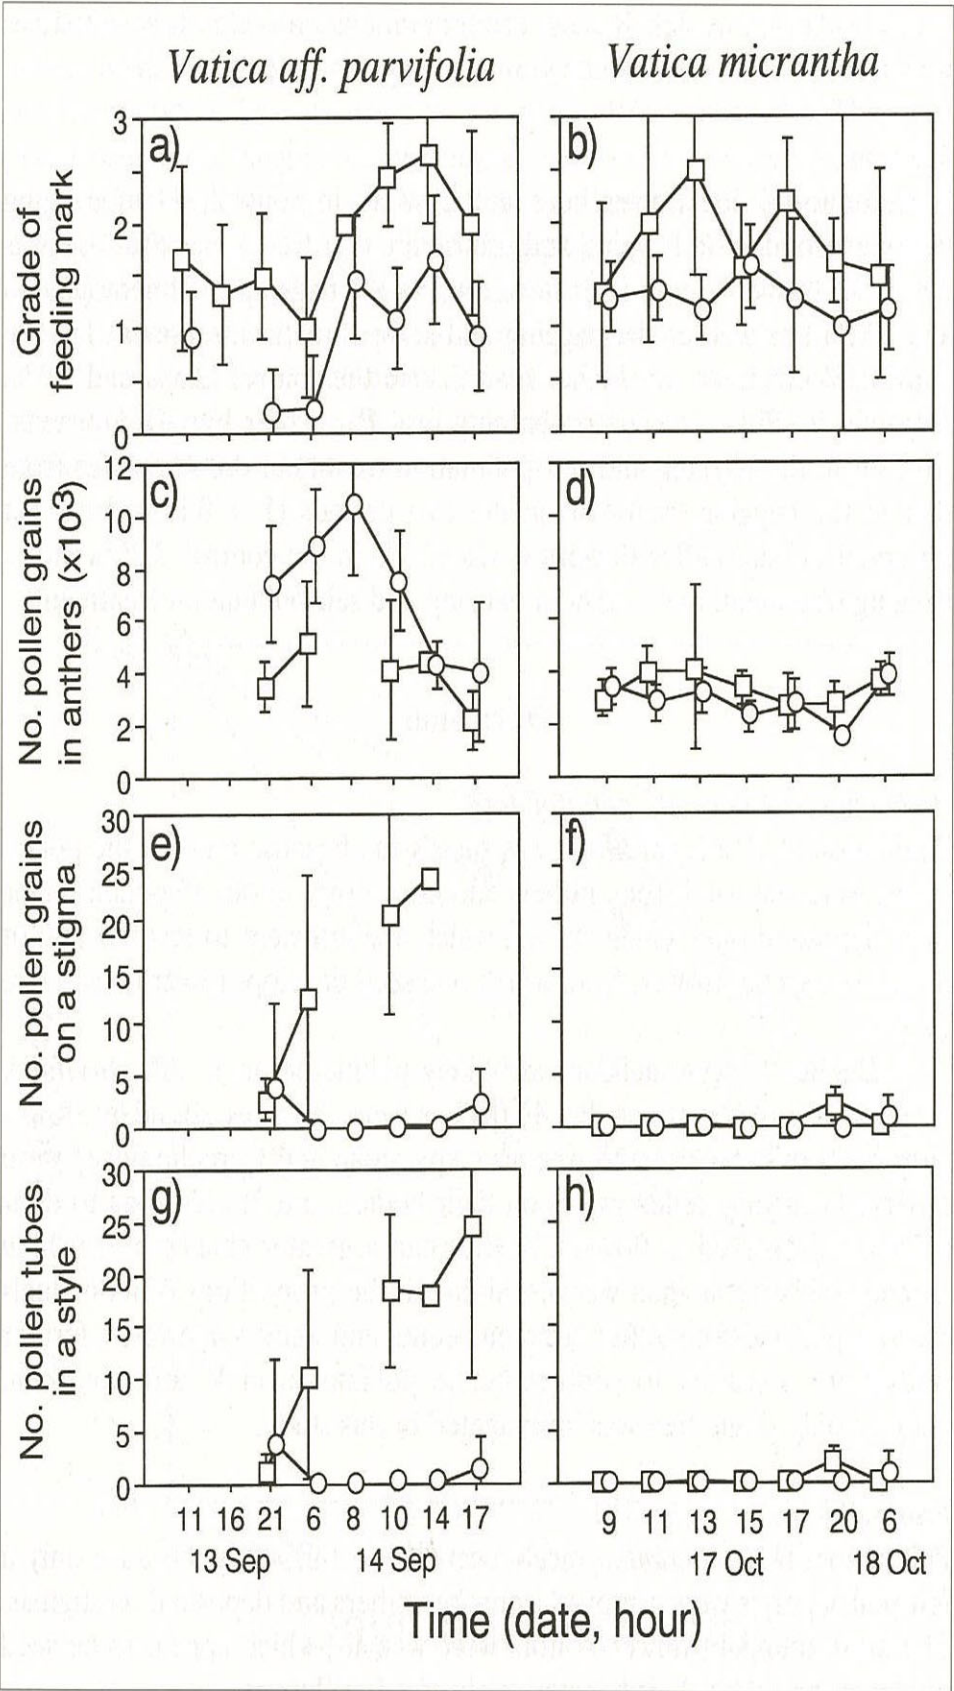 Vatica aff. parvifolia
Vatica micrantha
Grade of
feeding mark
3
2
1
0
a)
b)
No. pollen grains
in anthers (x103)
12
10
8
6
4
2
0
c)
d)
No. pollen grains
on a stigma
30
25
20
15
10
5
0
e)
f)
No. pollen tubes
in a style
30
25
20
15
10
5
0
g)
h)
11 16 21 6 8 10 14 17
9 11 13 15 17 20 6
13 Sep 14 Sep
17 Oct 18 Oct
Time (date, hour)